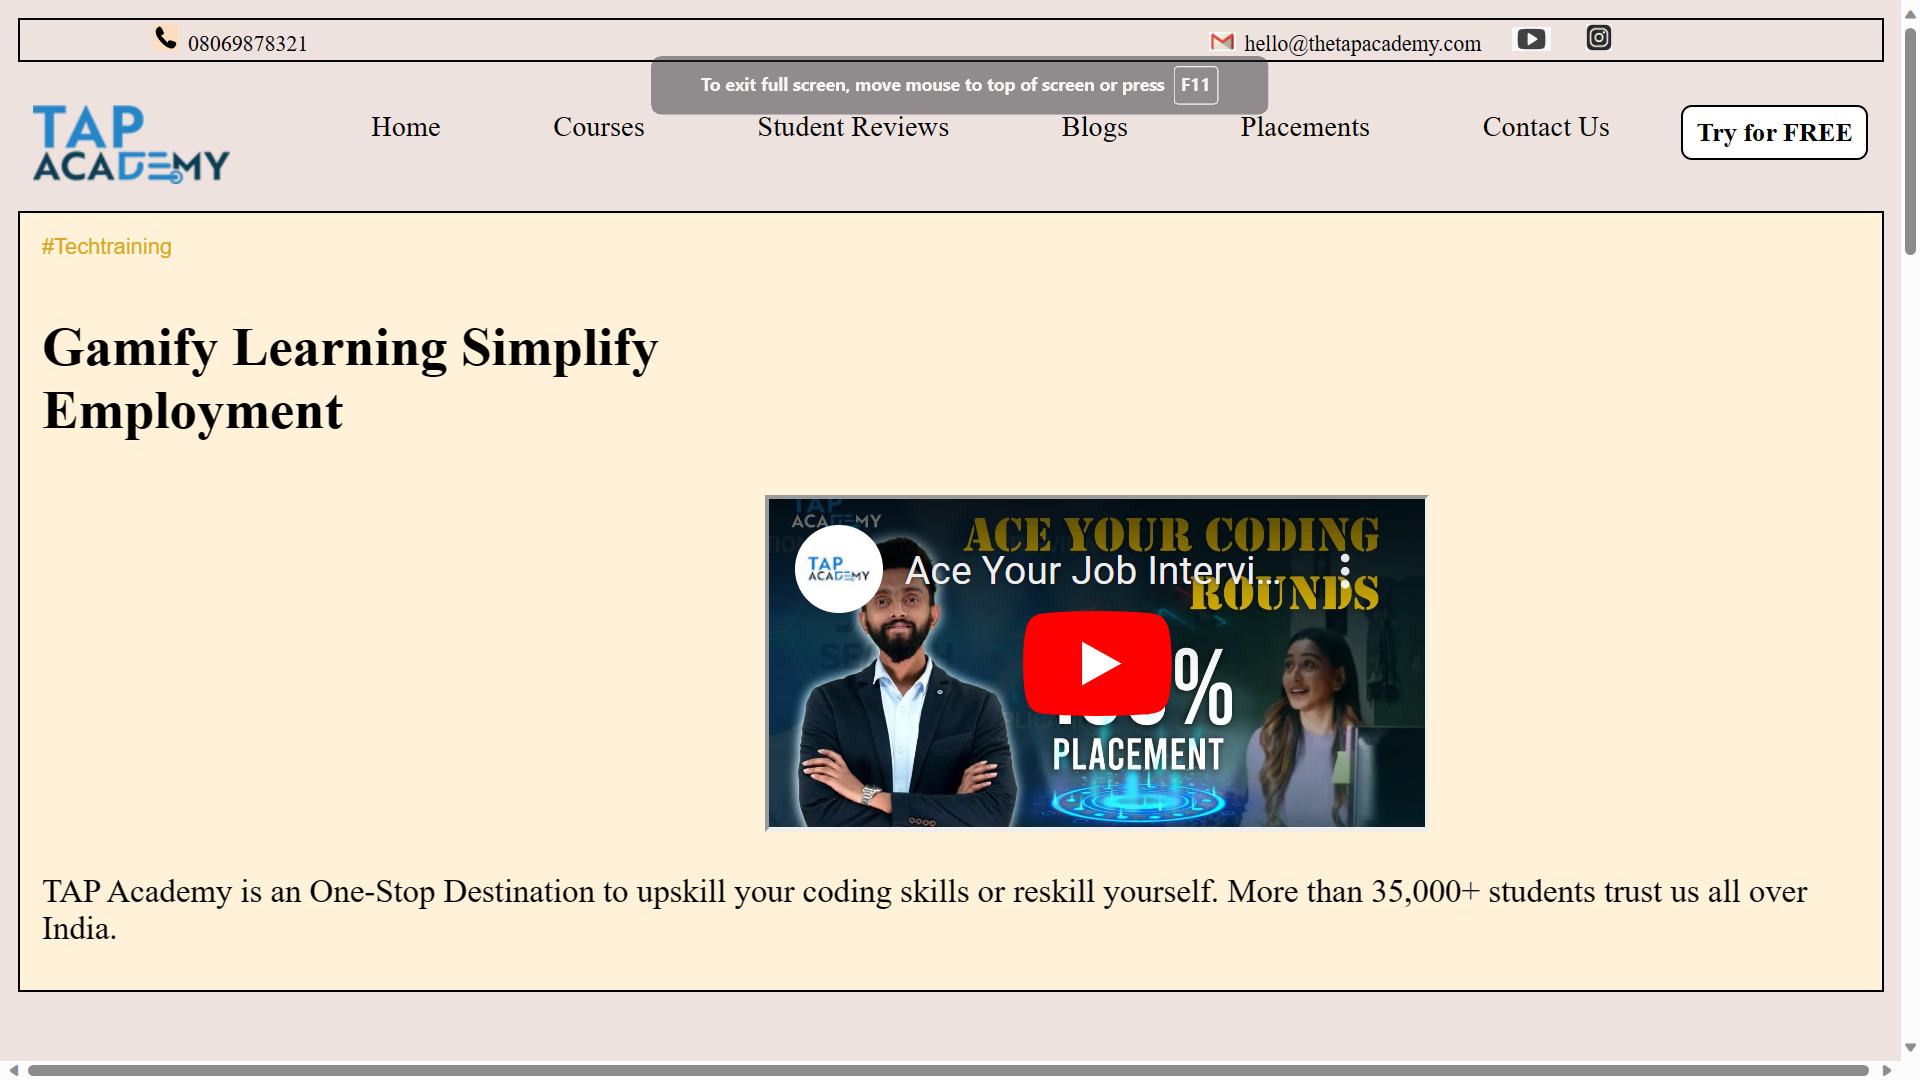 08069878321
hello@thetapacademy.com
To exit full screen, move mouse to top of screen or press F11
TAP
ACADEMY
Home
Courses
Student Reviews
Blogs
Placements
Contact Us
Try for FREE
#Techtraining
Gamify Learning Simplify
Employment
TAP
ACADEMY
ACE YOUR CODING
ROUNDS
TAP
ACADEMY
Ace Your Job Intervi...
%
PLACEMENT
TAP Academy is an One-Stop Destination to upskill your coding skills or reskill yourself. More than 35,000+ students trust us all over
India.